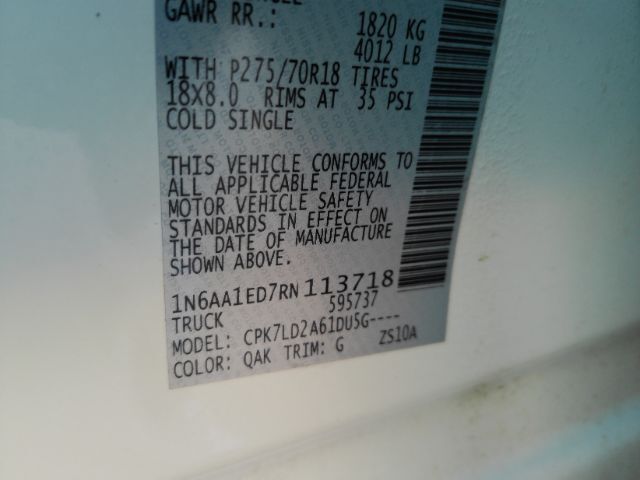 GAWR RR.: 1820 KG
4012 LB
WITH P275/70R18 TIRES
18X8.0 RIMS AT 35 PSI
COLD SINGLE
THIS VEHICLE CONFORMS TO
ALL APPLICABLE FEDERAL
MOTOR VEHICLE SAFETY
STANDARDS IN EFFECT ON
THE DATE OF MANUFACTURE
SHOWN ABOVE.
1N6AA1ED7RN113718
595737
TRUCK
MODEL: CPK7LD2A61DU5G----
COLOR: QAK TRIM: G ZS10A